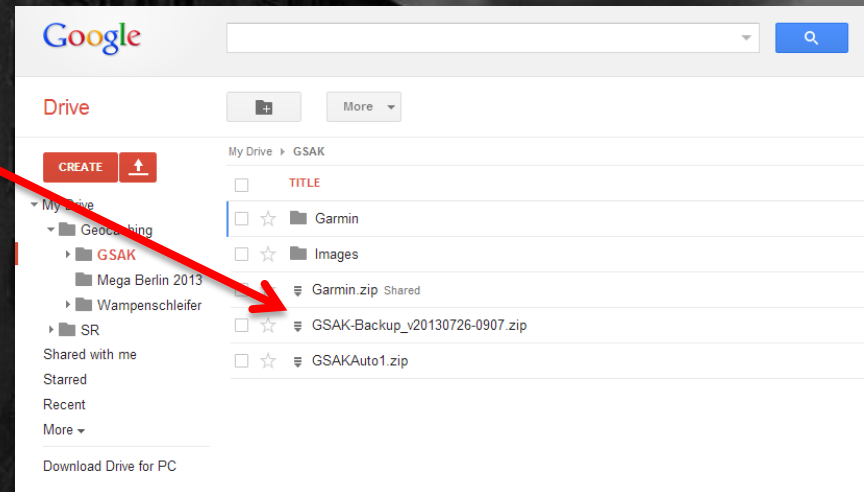 Google
Drive
More
CREATE
My Drive
Geocaching
GSAK
Mega Berlin 2013
Wampenschleifer
SR
Shared with me
Starred
Recent
More
Download Drive for PC
My Drive GSAK
TITLE
Garmin
Images
Garmin.zip Shared
GSAK-Backup_v20130726-0907.zip
GSAKAuto1.zip